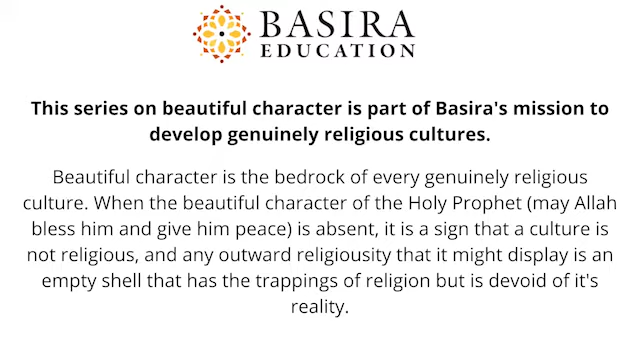 BASIRA
EDUCATION
This series on beautiful character is part of Basira's mission to
develop genuinely religious cultures.
Beautiful character is the bedrock of every genuinely religious
culture. When the beautiful character of the Holy Prophet (may Allah
bless him and give him peace) is absent, it is a sign that a culture is
not religious, and any outward religiousity that it might display is an
empty shell that has the trappings of religion but is devoid of it's
reality.